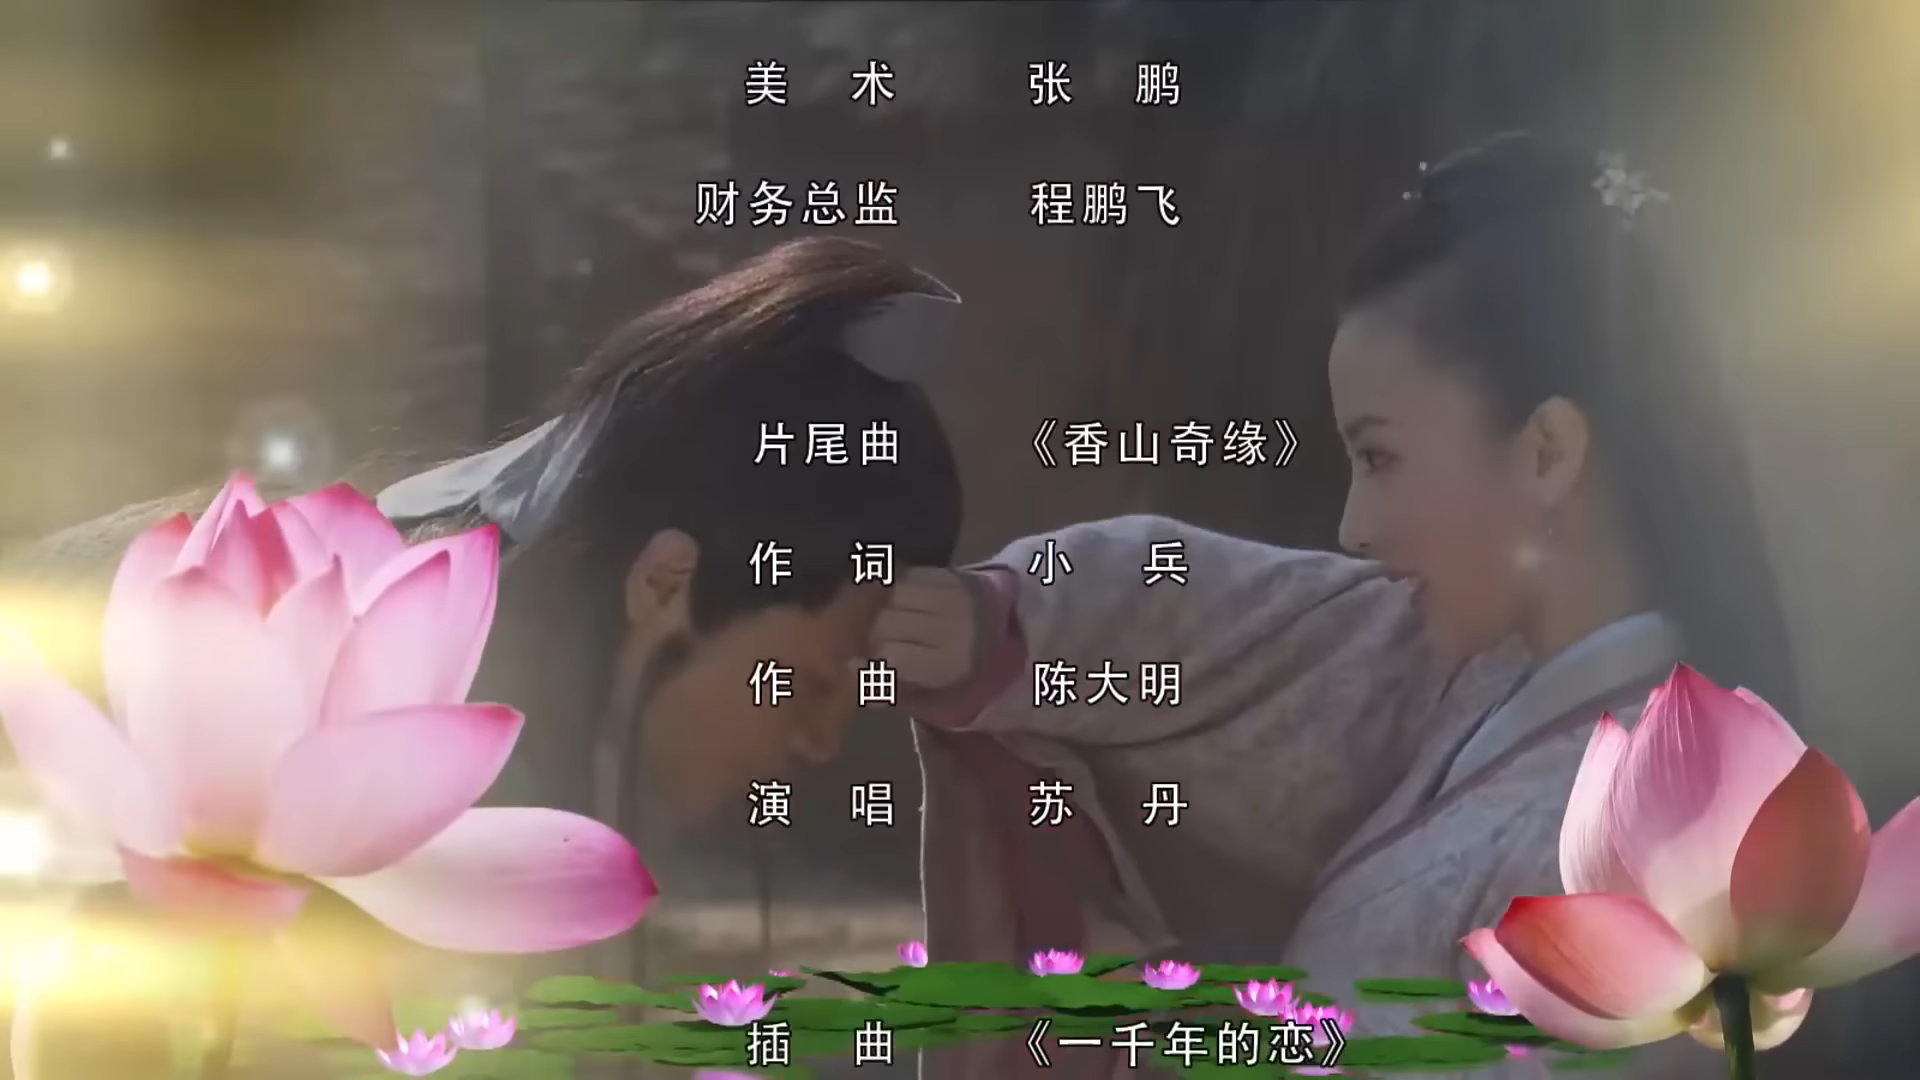 美 术 张 鹏
财务总监 程鹏飞
片尾曲 《香山奇缘》
作 词 小 兵
作 曲 陈大明
演 唱 苏 丹
插 曲 《一千年的恋》